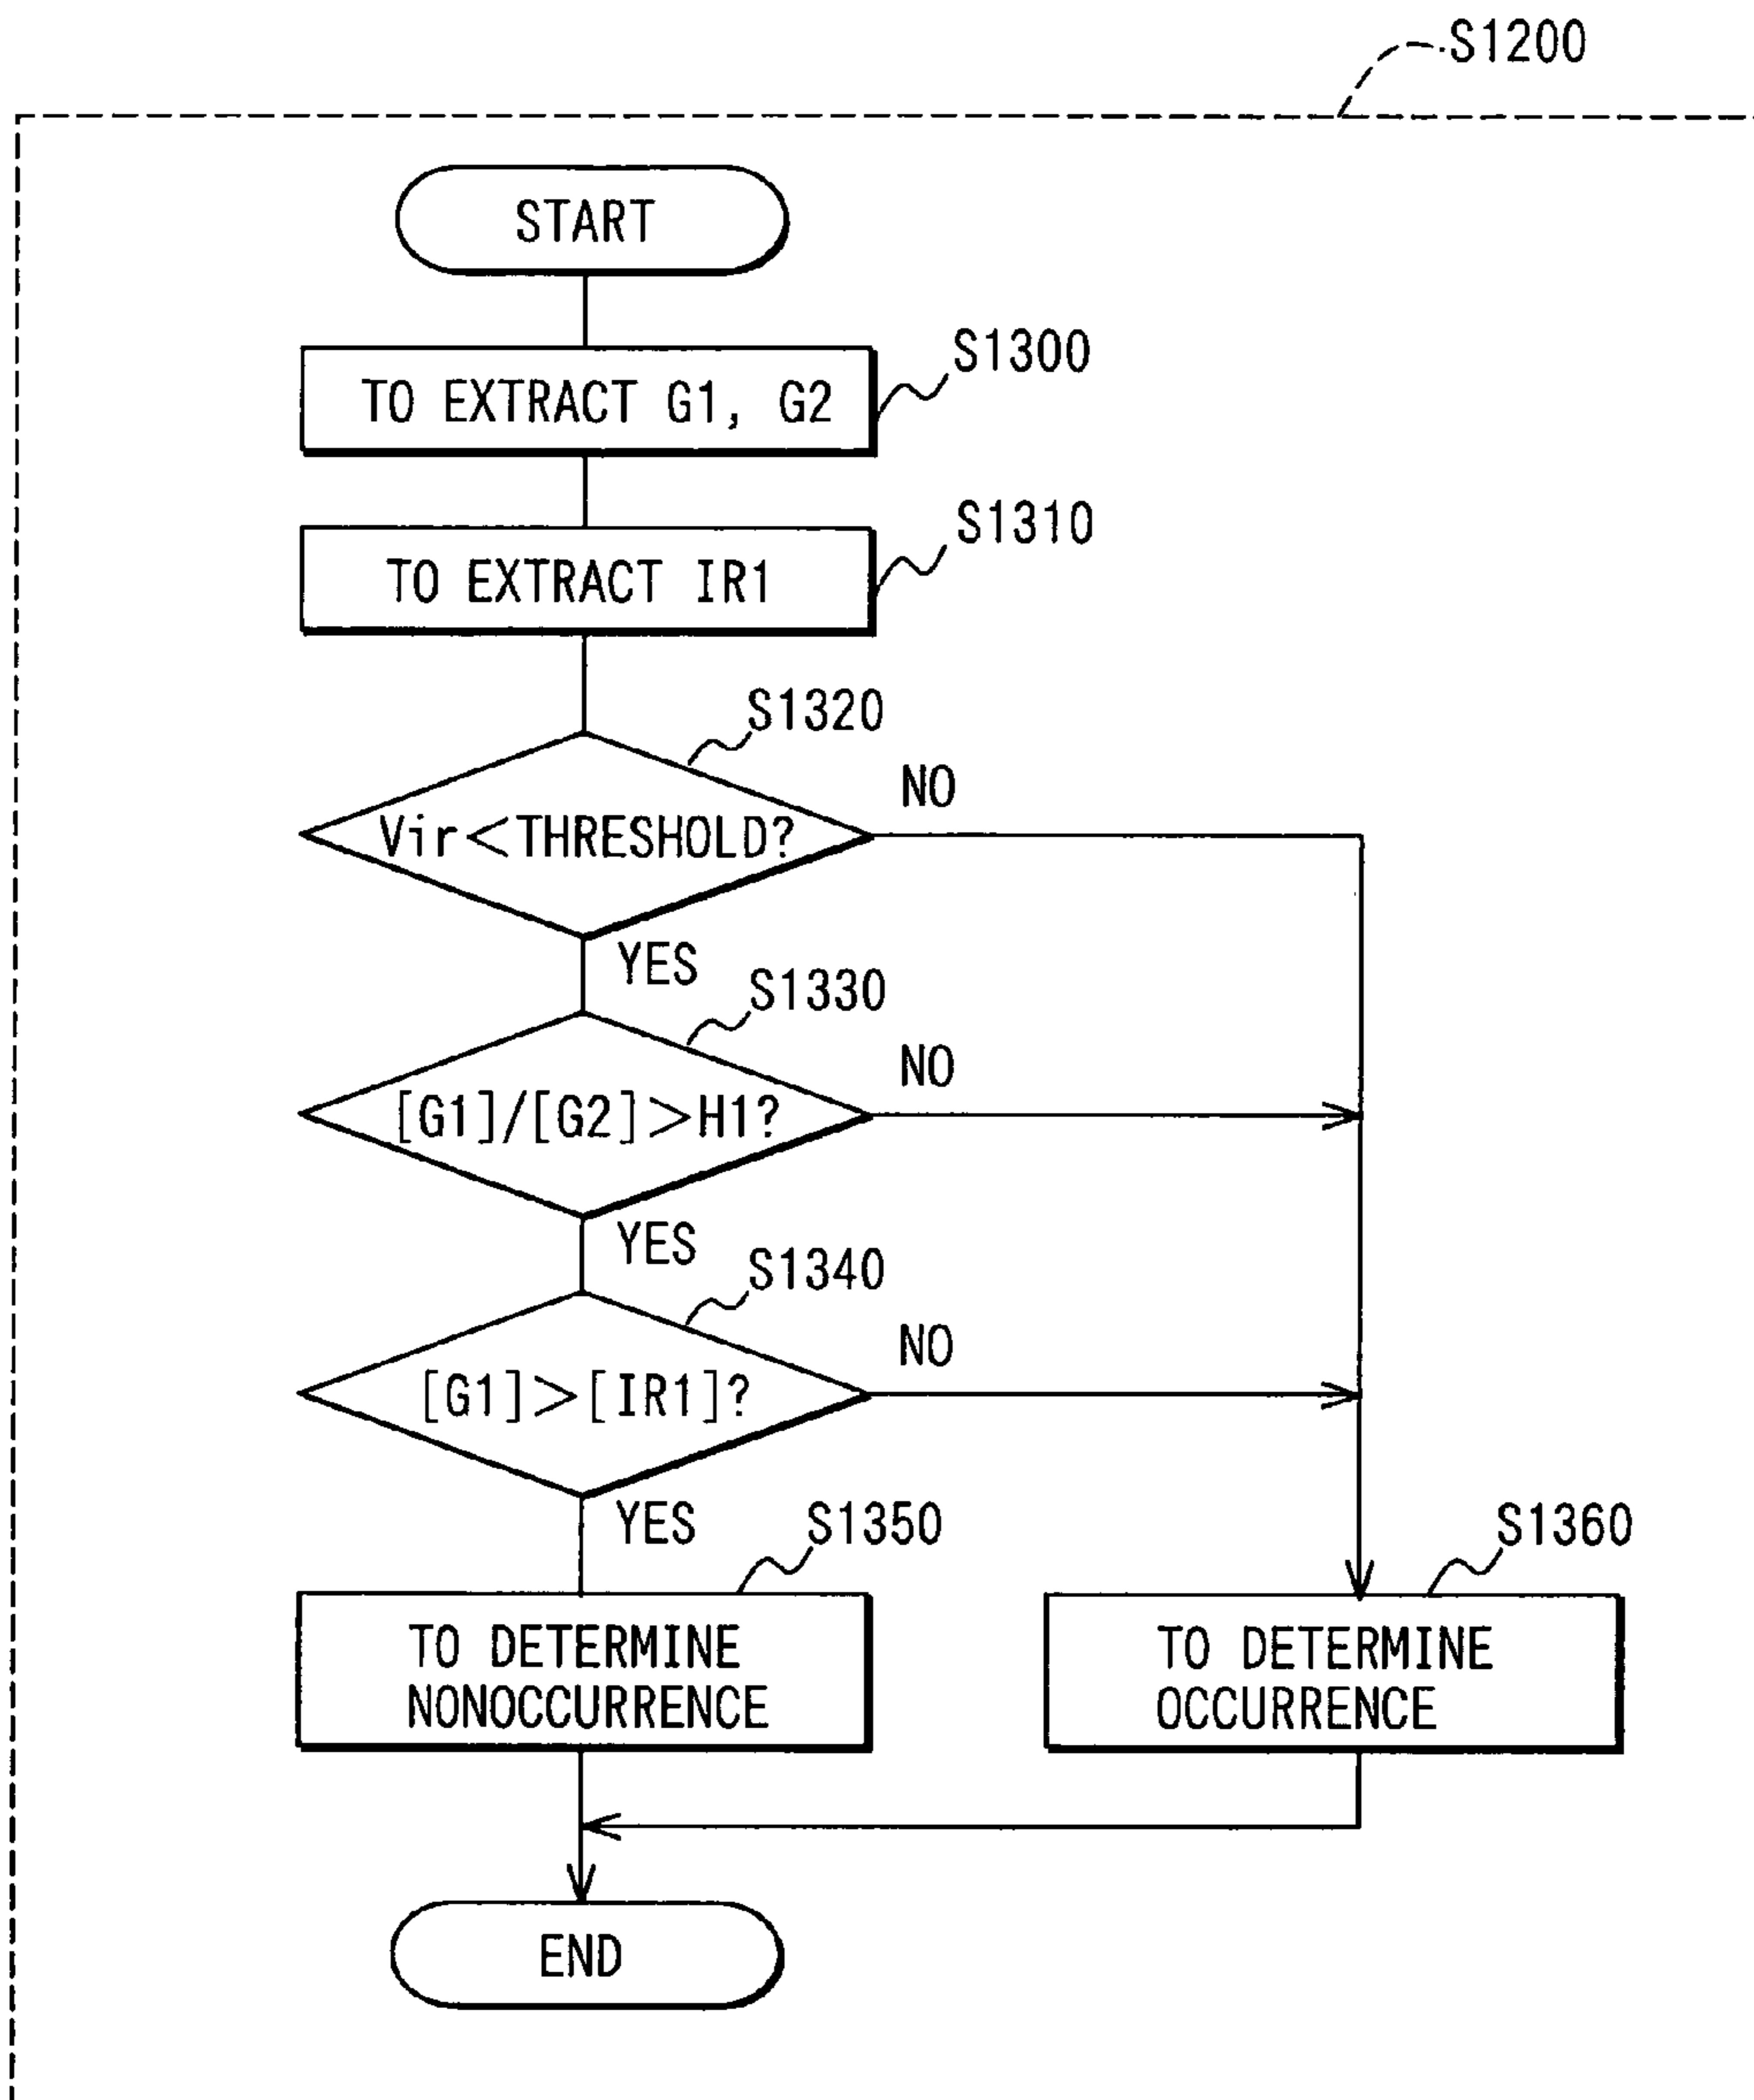 S1200
START
S1300
TO EXTRACT G1, G2
S1310
TO EXTRACT IR1
S1320
NO
Vir<THRESHOLD?
YES
S1330
NO
[G1]/[G2]>H1?
YES
S1340
NO
[G1]>[IR1]?
YES
S1350
S1360
TO DETERMINE
NONOCCURRENCE
TO DETERMINE
OCCURRENCE
END